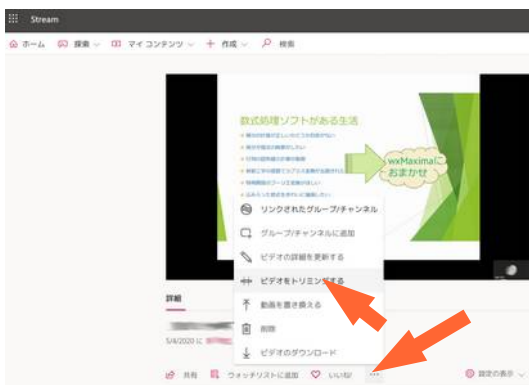 Stream
ホーム 探索 マイ コンテンツ 作成 検索
数式処理ソフトがある生活
wxMaximaに
おまかせ
リンクされたグループ/チャンネル
グループ/チャンネルに追加
ビデオの詳細を更新する
ビデオをトリミングする
動画を置き換える
削除
ビデオのダウンロード
詳細
5/4/2020 に
共有 ウォッチリストに追加 いいね! ... 設定の表示